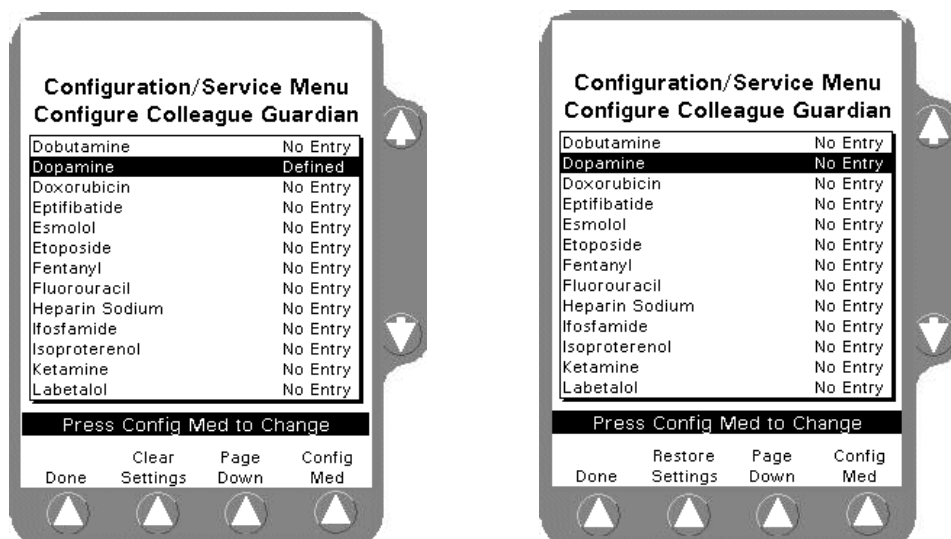 Configuration/Service Menu
Configure Colleague Guardian
Dobutamine No Entry
Dopamine Defined
Doxorubicin No Entry
Eptifibatide No Entry
Esmolol No Entry
Etoposide No Entry
Fentanyl No Entry
Fluorouracil No Entry
Heparin Sodium No Entry
Ifosfamide No Entry
Isoproterenol No Entry
Ketamine No Entry
Labetalol No Entry
Press Config Med to Change
Done
Clear Settings
Page Down
Config Med
Configuration/Service Menu
Configure Colleague Guardian
Dobutamine No Entry
Dopamine No Entry
Doxorubicin No Entry
Eptifibatide No Entry
Esmolol No Entry
Etoposide No Entry
Fentanyl No Entry
Fluorouracil No Entry
Heparin Sodium No Entry
Ifosfamide No Entry
Isoproterenol No Entry
Ketamine No Entry
Labetalol No Entry
Press Config Med to Change
Done
Restore Settings
Page Down
Config Med